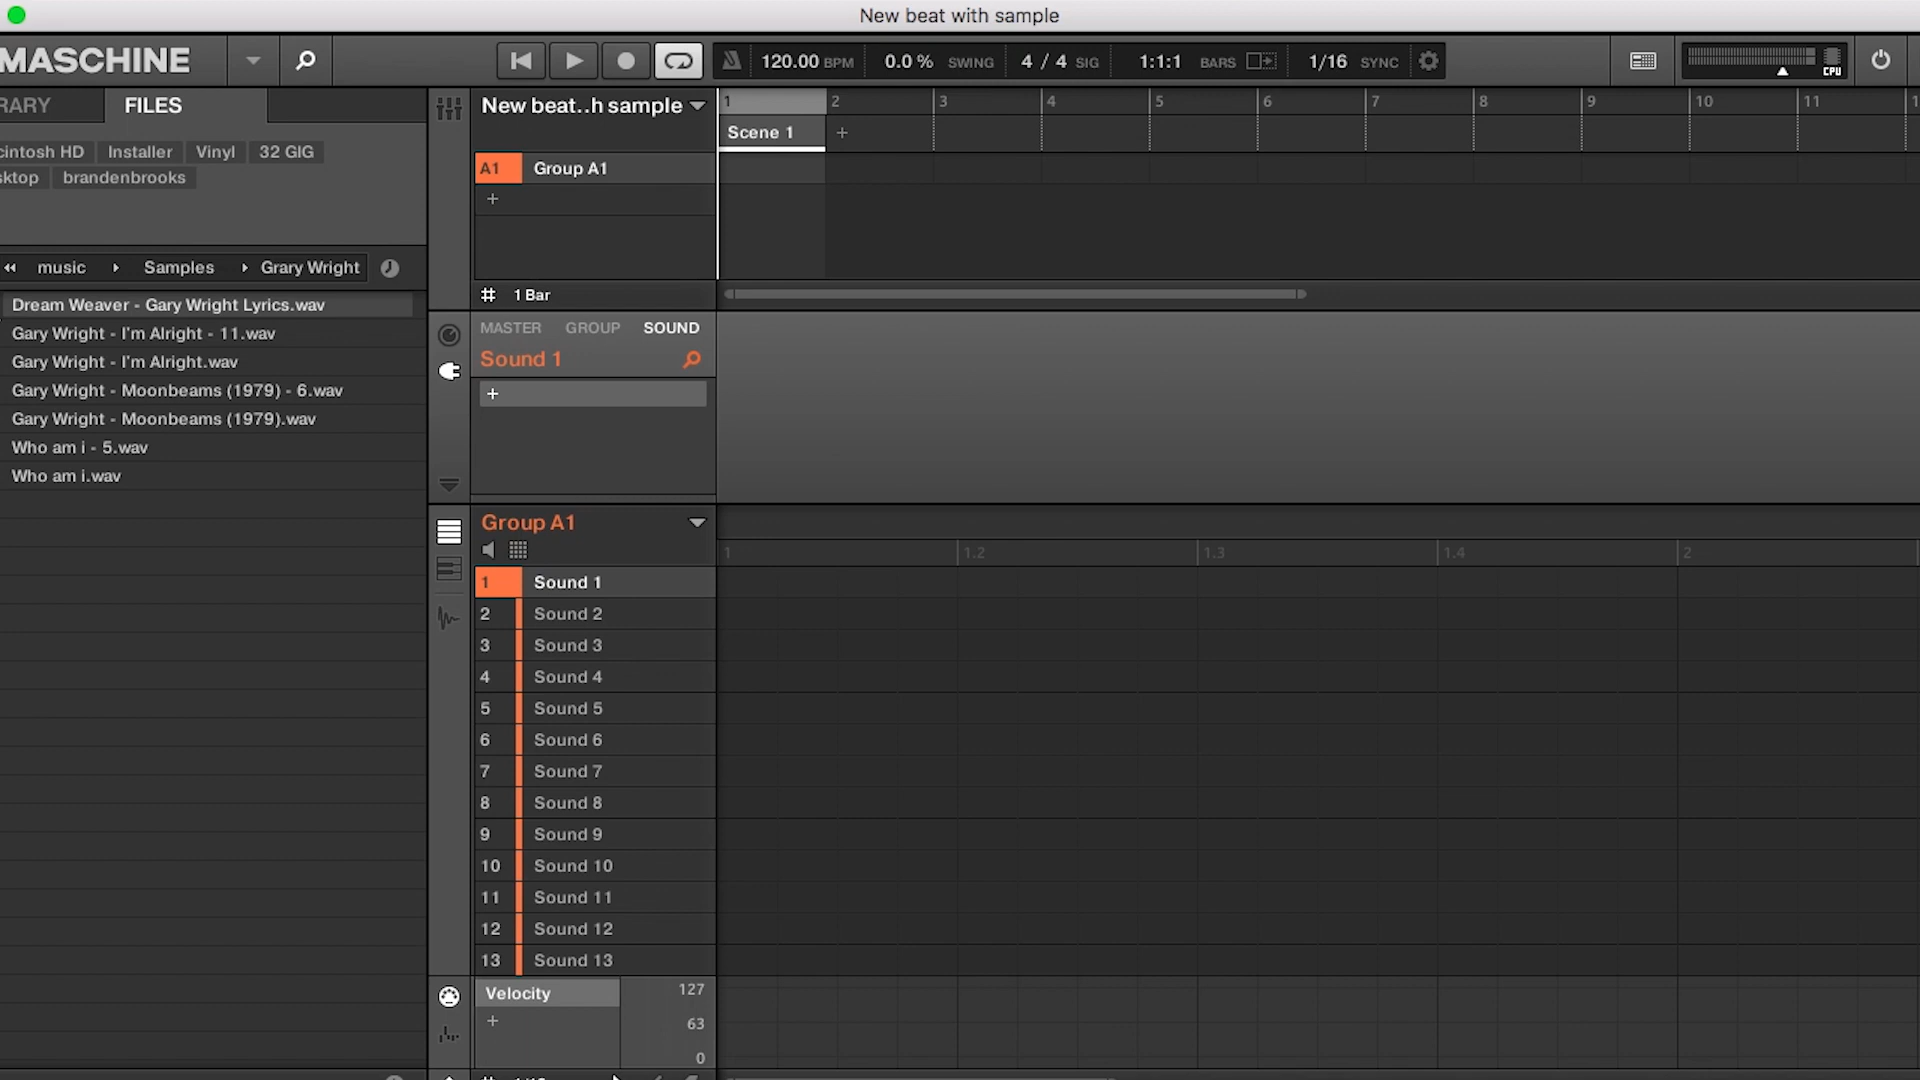 New beat with sample
MASCHINE
120.00 BPM 0.0 % SWING 4 / 4 SIG 1:1:1 BARS 1/16 SYNC CPU
RARY FILES
cintosh HD Installer Vinyl 32 GIG
sktop brandenbrooks
music Samples Grary Wright
Dream Weaver - Gary Wright Lyrics.wav
Gary Wright - I'm Alright - 11.wav
Gary Wright - I'm Alright.wav
Gary Wright - Moonbeams (1979) - 6.wav
Gary Wright - Moonbeams (1979).wav
Who am i - 5.wav
Who am i.wav
New beat..h sample
1 2 3 4 5 6 7 8 9 10 11
Scene 1 +
A1 Group A1
+
1 Bar
MASTER GROUP SOUND
Sound 1
+
Group A1
1 1.2 1.3 1.4 2
1 Sound 1
2 Sound 2
3 Sound 3
4 Sound 4
5 Sound 5
6 Sound 6
7 Sound 7
8 Sound 8
9 Sound 9
10 Sound 10
11 Sound 11
12 Sound 12
13 Sound 13
Velocity 127
+ 63
0